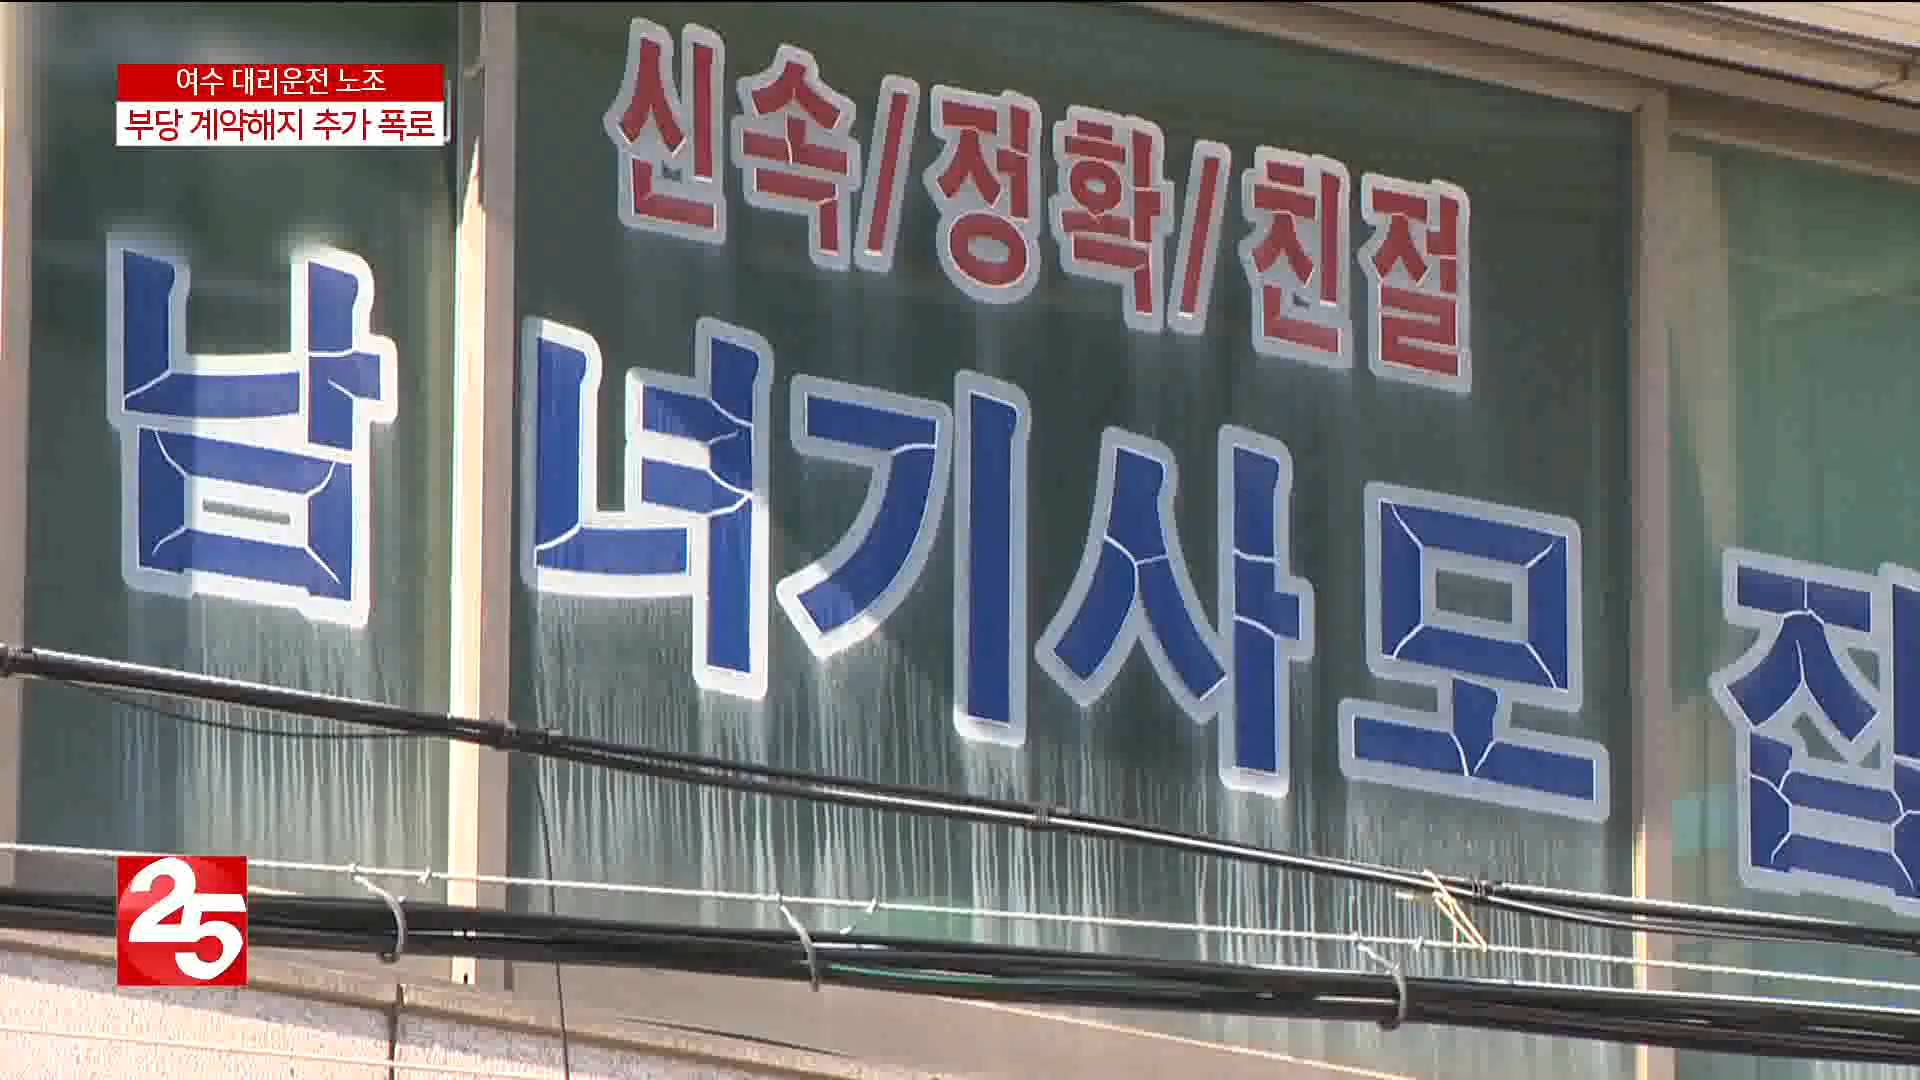 여수 대리운전 노조
부당 계약해지 추가 폭로
신속/정확/친절
남녀기사모집
25